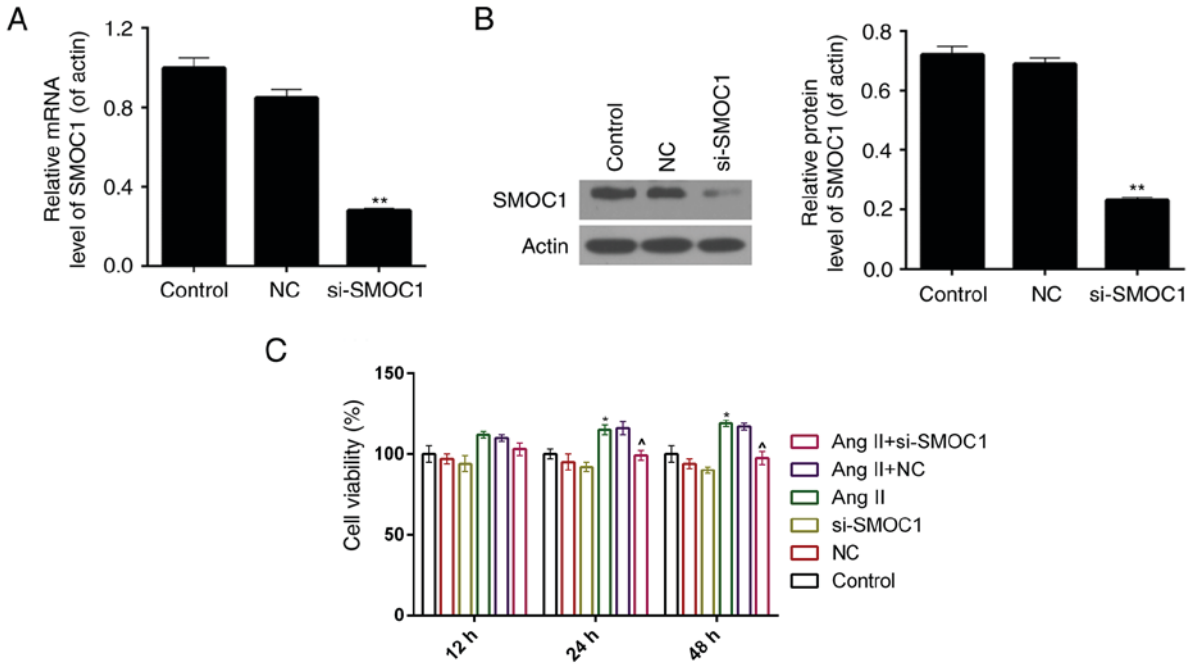 A
Relative mRNA
level of SMOC1 (of actin)
1.2
0.8
0.4
0.0
**
Control NC si-SMOC1
B
Control NC si-SMOC1
SMOC1
Actin
Relative protein
level of SMOC1 (of actin)
0.8
0.6
0.4
0.2
0.0
**
Control NC si-SMOC1
C
Cell viability (%)
150
100
50
0
* ^ * ^
12 h 24 h 48 h
Ang II+si-SMOC1
Ang II+NC
Ang II
si-SMOC1
NC
Control